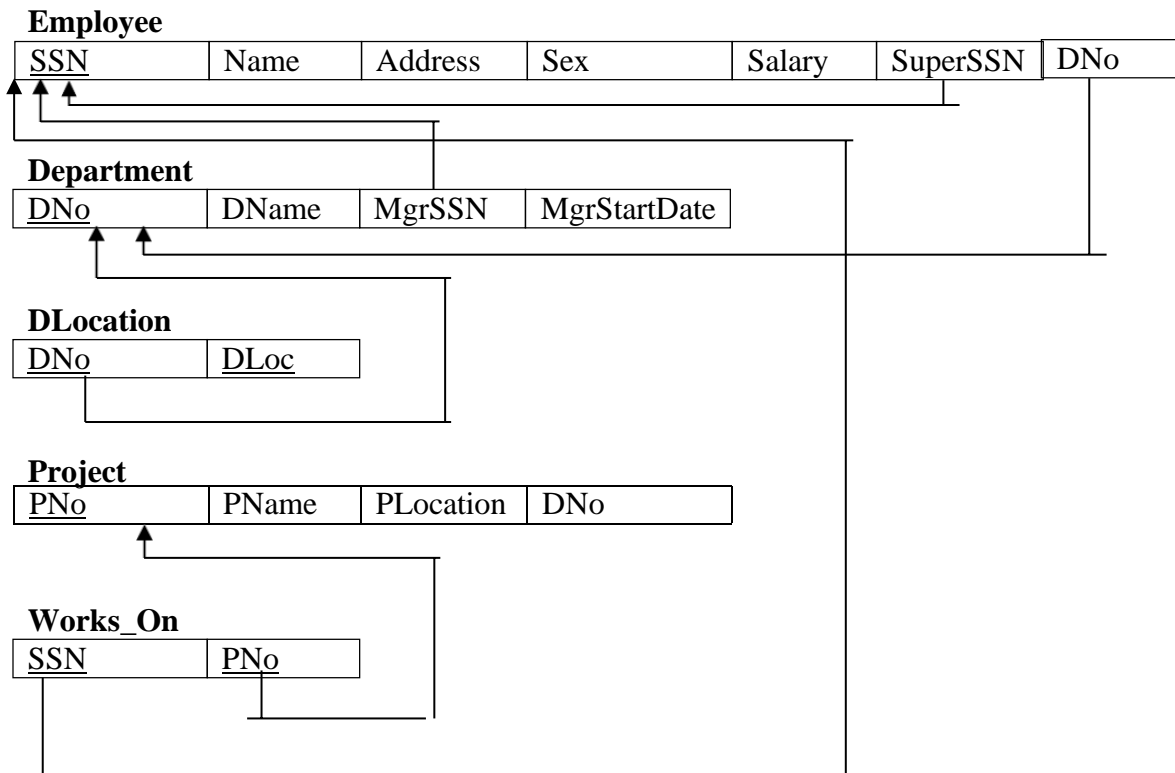 Employee
SSN Name Address Sex Salary SuperSSN DNo
Department
DNo DName MgrSSN MgrStartDate
DLocation
DNo DLoc
Project
PNo PName PLocation DNo
Works_On
SSN PNo